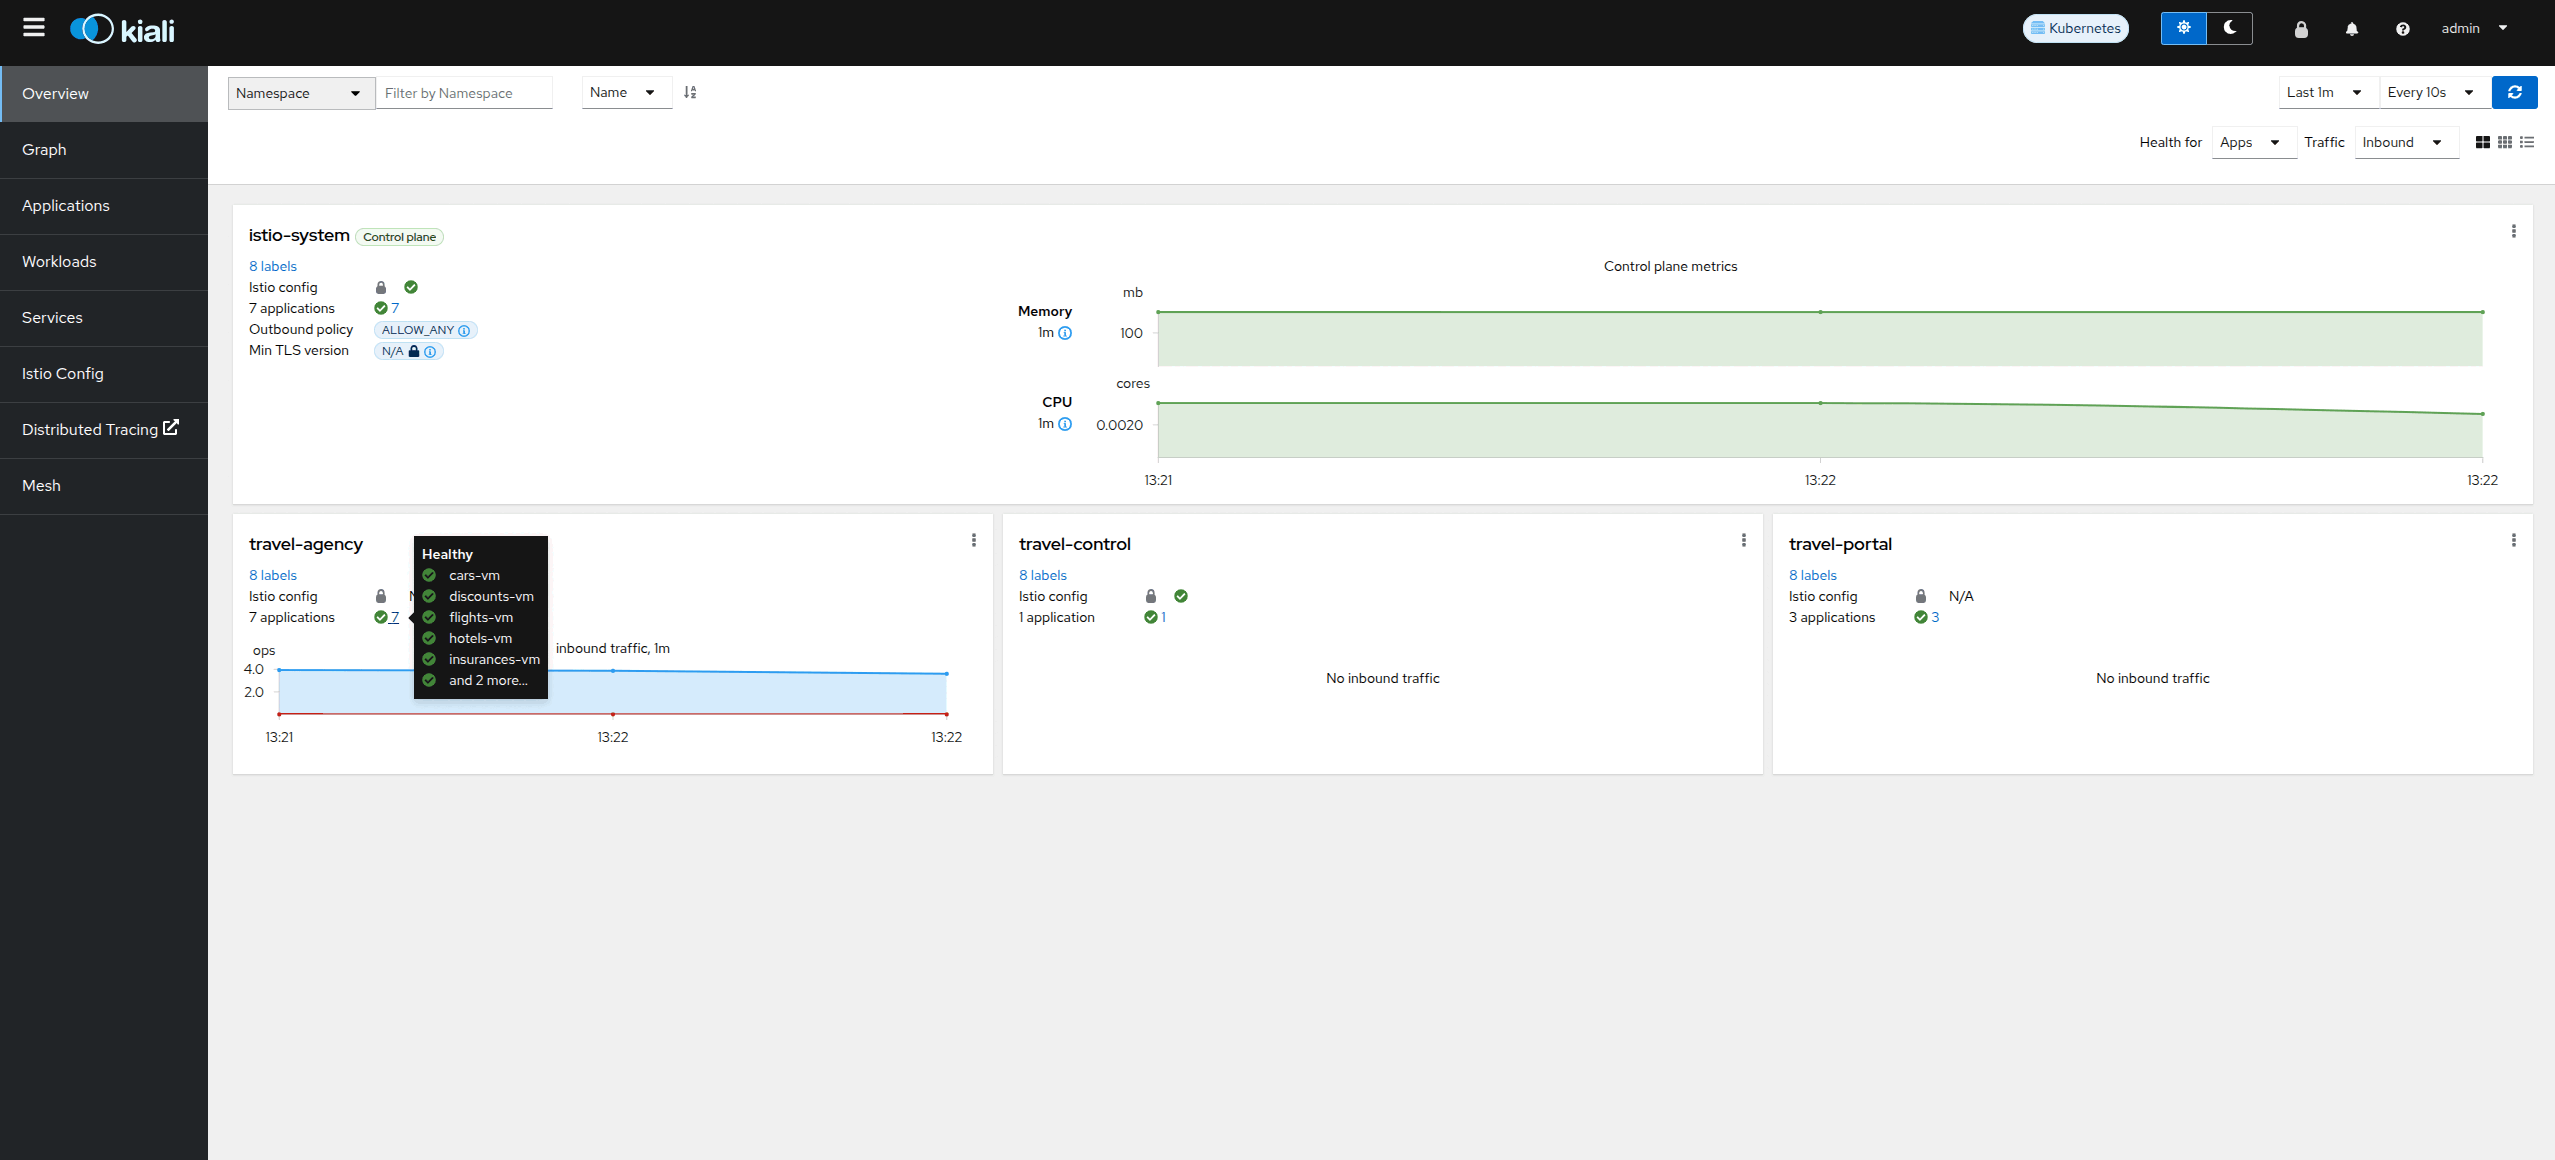 kiali
Kubernetes
admin
Overview
Graph
Applications
Workloads
Services
Istio Config
Distributed Tracing
Mesh
Namespace
Filter by Namespace
Name
Last 1m
Every 10s
Health for
Apps
Traffic
Inbound
istio-system
Control plane
8 labels
Istio config
7 applications
7
Outbound policy
ALLOW_ANY
Min TLS version
N/A
Control plane metrics
mb
Memory
1m
100
cores
CPU
1m
0.0020
13:21
13:22
13:22
travel-agency
8 labels
Istio config
7 applications
7
Healthy
cars-vm
discounts-vm
flights-vm
hotels-vm
insurances-vm
and 2 more...
inbound traffic, 1m
ops
4.0
2.0
13:21
13:22
13:22
travel-control
8 labels
Istio config
1 application
1
No inbound traffic
travel-portal
8 labels
Istio config
N/A
3 applications
3
No inbound traffic